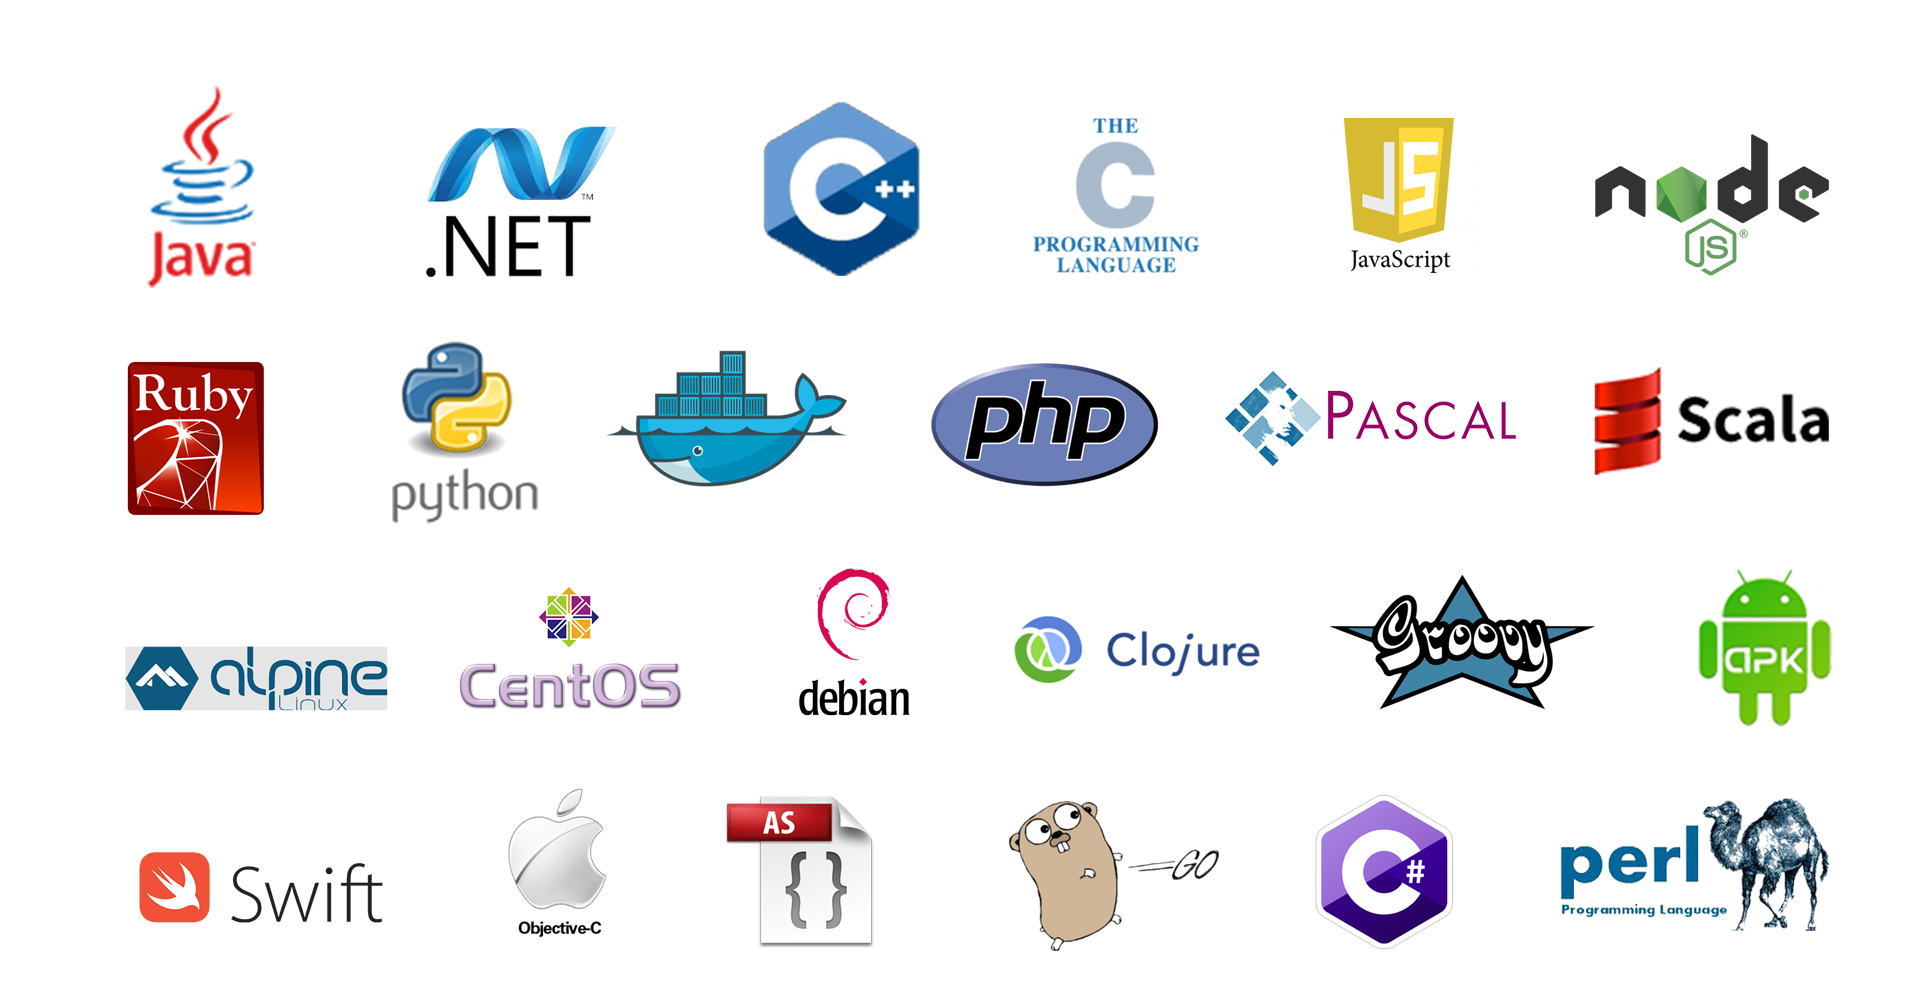 Java
.NET
TM
C++
THE
C
PROGRAMMING
LANGUAGE
JS
JavaScript
node
JS®
Ruby
python
php
PASCAL
Scala
alpine
Linux
CentOS
debian
Clojure
Groovy
APK
Swift
Objective-C
AS
{}
GO
C#
perl
Programming Language